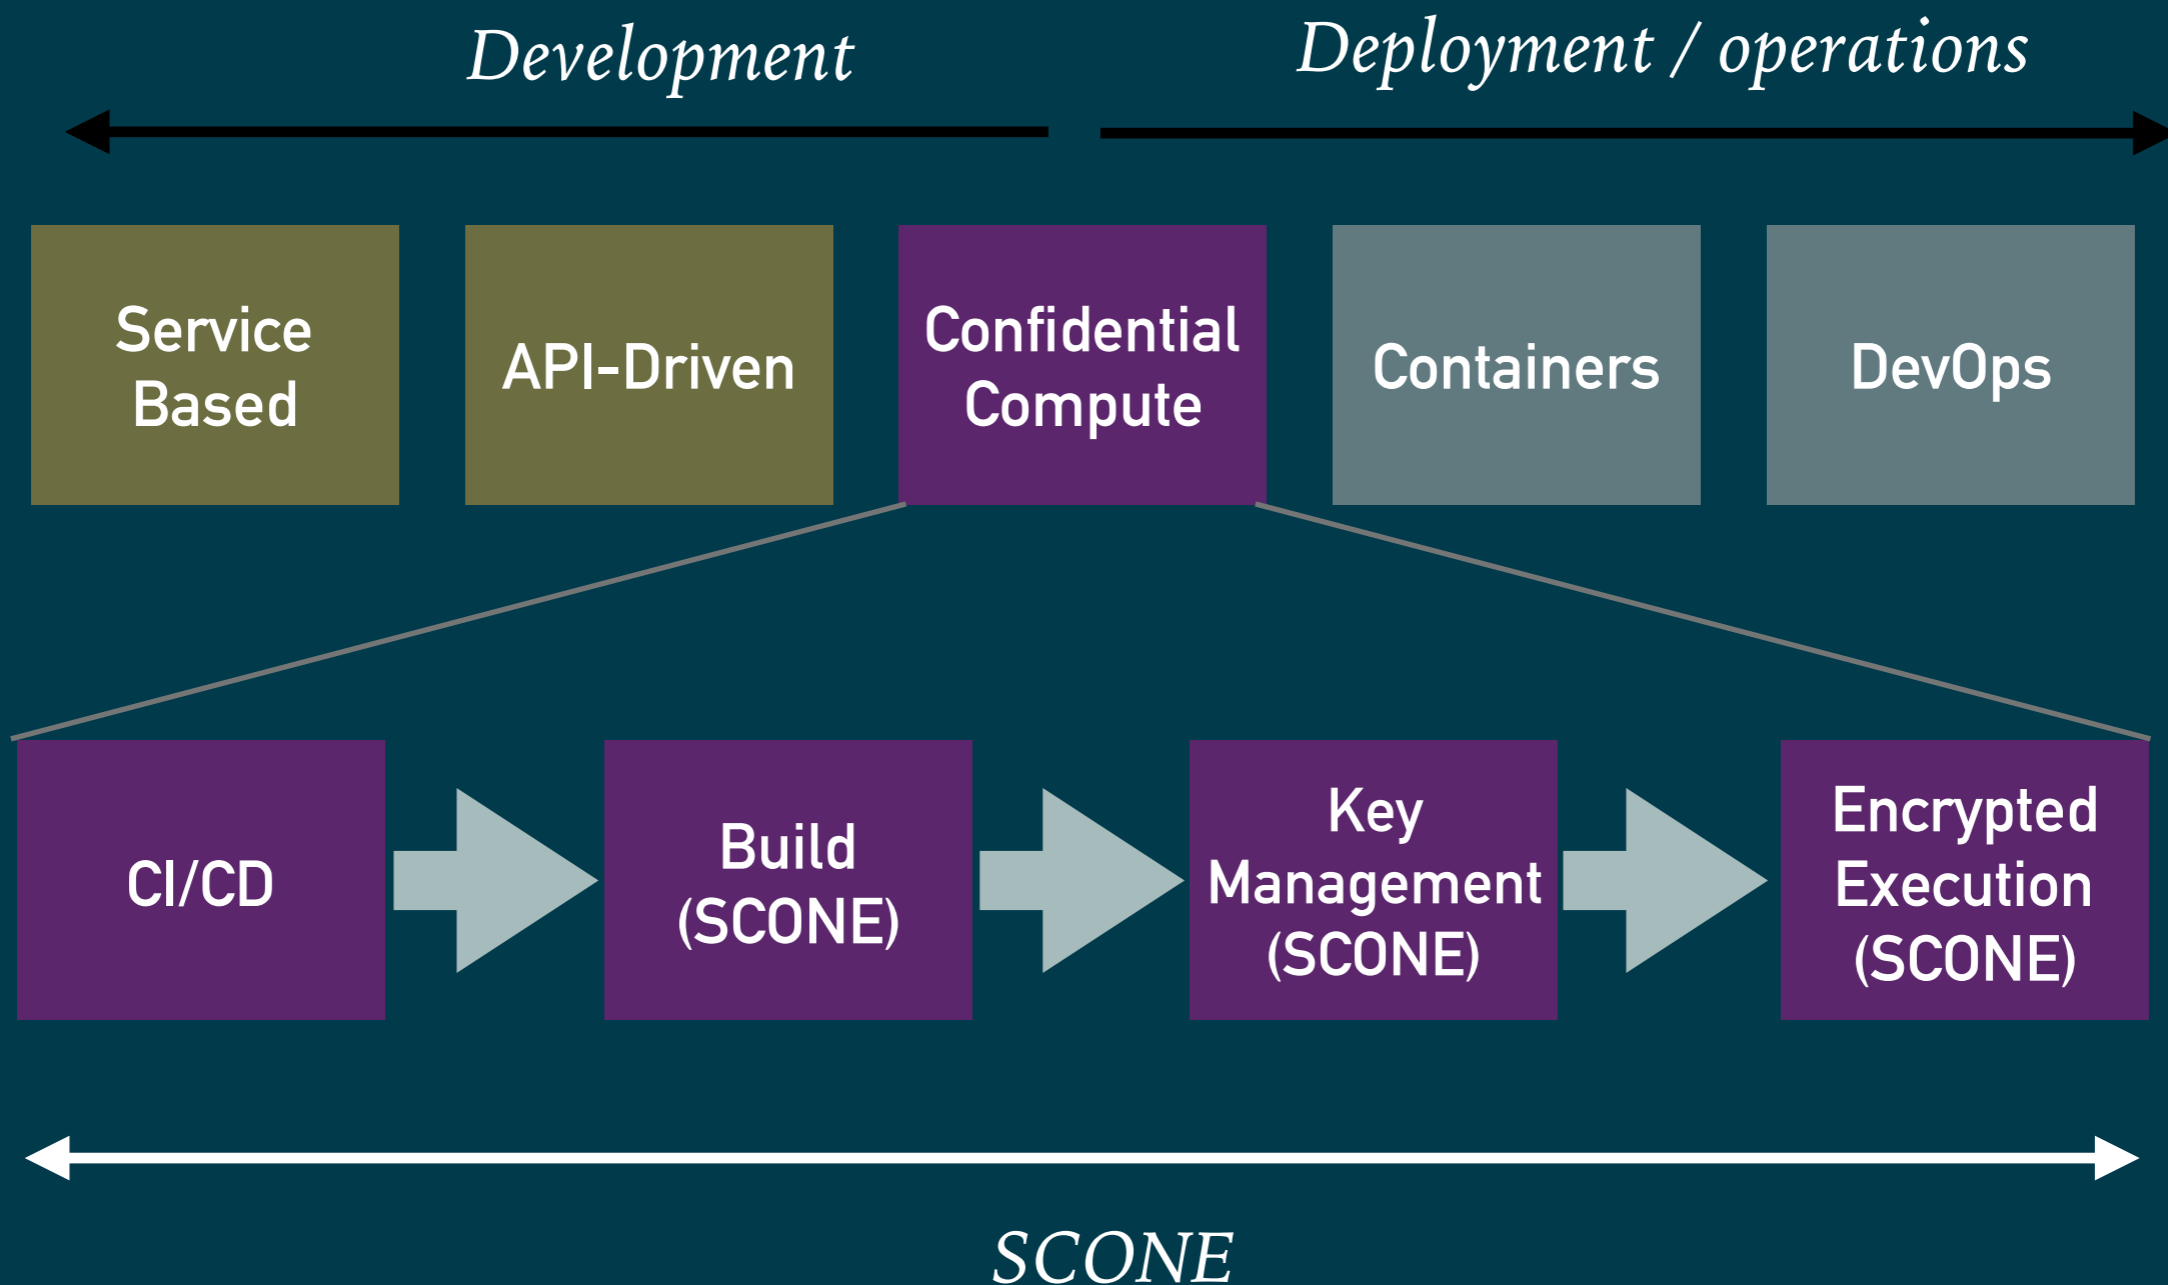 Development
Deployment / operations
Service
Based
API-Driven
Confidential
Compute
Containers
DevOps
CI/CD
Build
(SCONE)
Key
Management
(SCONE)
Encrypted
Execution
(SCONE)
SCONE